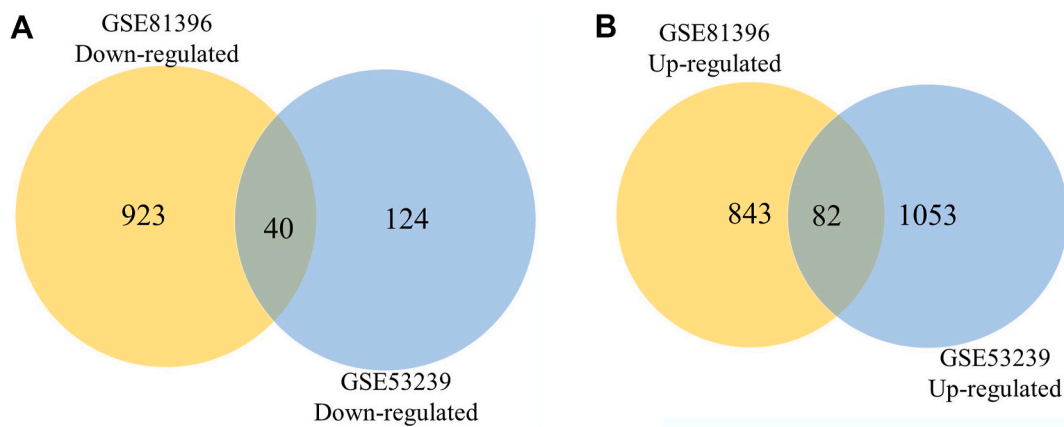 A
GSE81396
Down-regulated
923
40
124
GSE53239
Down-regulated
B
GSE81396
Up-regulated
843
82
1053
GSE53239
Up-regulated